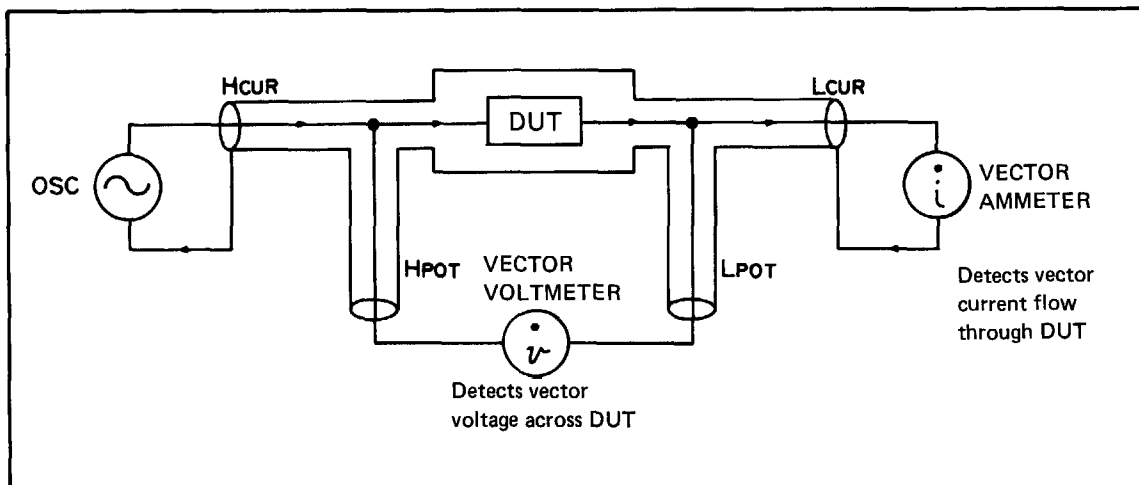 HCUR
LCUR
DUT
OSC
VECTOR
AMMETER
HPOT
VECTOR
VOLTMETER
LPOT
i
v
Detects vector
current flow
through DUT
Detects vector
voltage across DUT